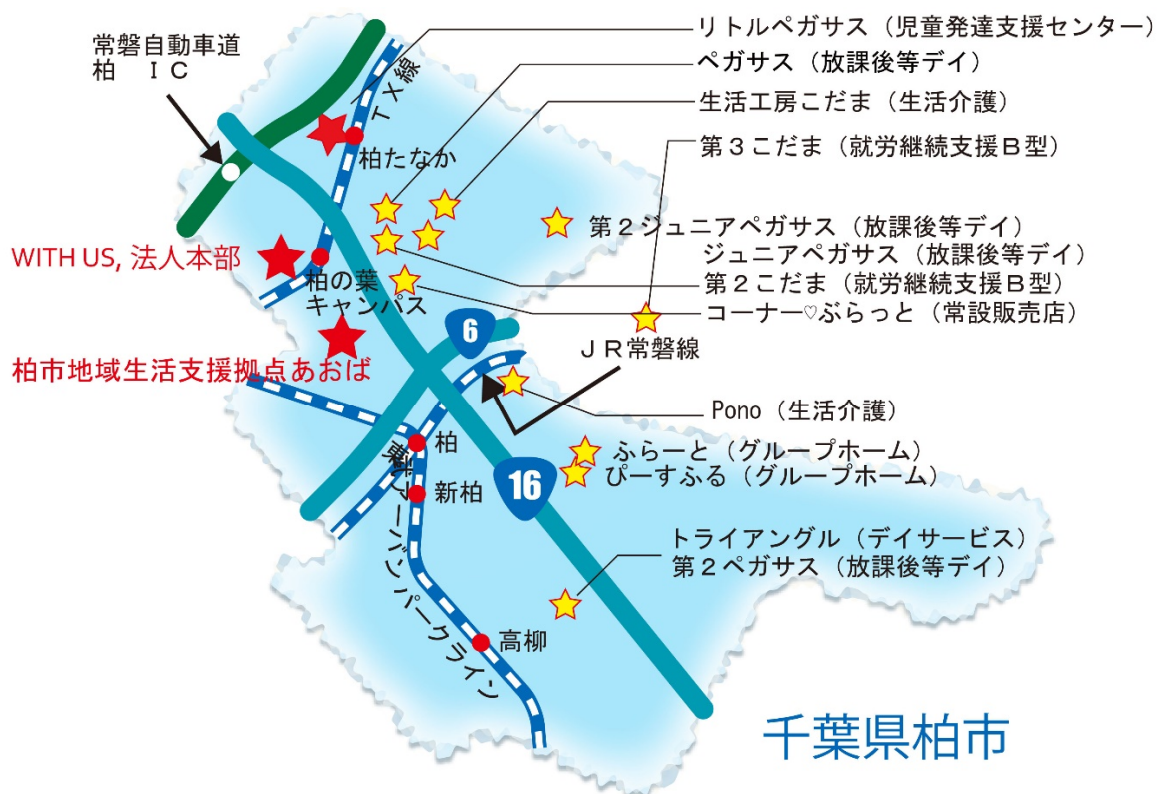 常磐自動車道
柏 IC
TX線
リトルペガサス（児童発達支援センター）
ペガサス（放課後等デイ）
生活工房こだま（生活介護）
第３こだま（就労継続支援Ｂ型）
柏たなか
第２ジュニアペガサス（放課後等デイ）
ジュニアペガサス（放課後等デイ）
第２こだま（就労継続支援Ｂ型）
コーナー♡ぶらっと（常設販売店）
WITH US, 法人本部
柏の葉
キャンパス
6
ＪＲ常磐線
柏市地域生活支援拠点あおば
Pono（生活介護）
柏
ふらーと（グループホーム）
ぴーすふる（グループホーム）
新柏
16
東武アーバンパークライン
トライアングル（デイサービス）
第２ペガサス（放課後等デイ）
高柳
千葉県柏市